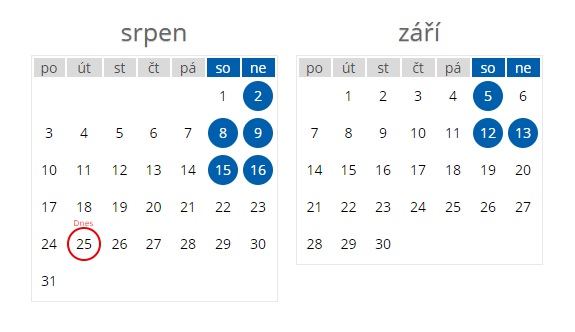 srpen
po út st čt pá so ne
1 2
3 4 5 6 7 8 9
10 11 12 13 14 15 16
17 18 19 20 21 22 23
Dnes
24 25 26 27 28 29 30
31
září
po út st čt pá so ne
1 2 3 4 5 6
7 8 9 10 11 12 13
14 15 16 17 18 19 20
21 22 23 24 25 26 27
28 29 30